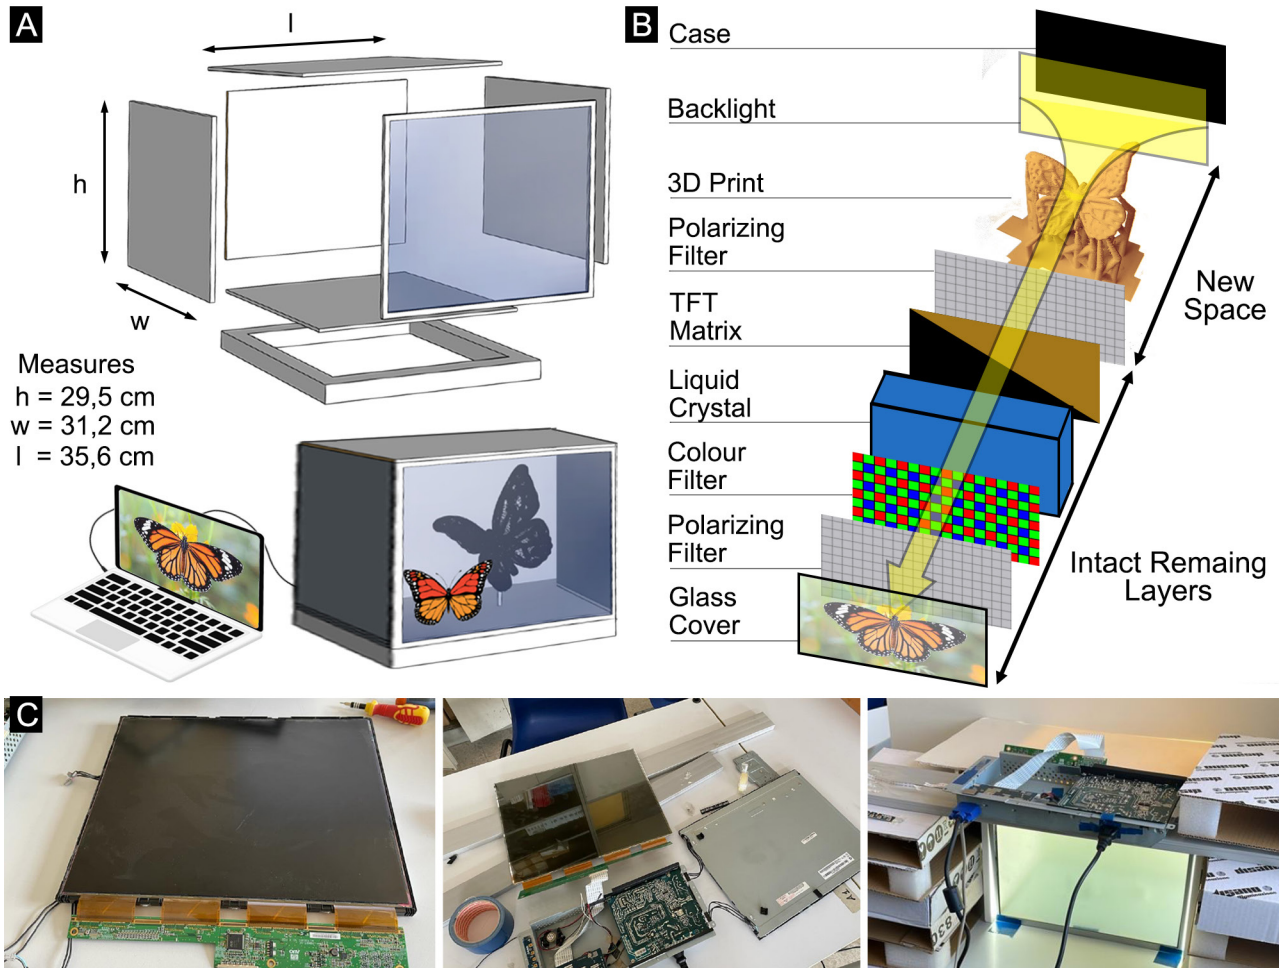 A
l
h
w
Measures
h = 29,5 cm
w = 31,2 cm
l = 35,6 cm
B
Case
Backlight
3D Print
Polarizing
Filter
TFT
Matrix
Liquid
Crystal
Colour
Filter
Polarizing
Filter
Glass
Cover
New
Space
Intact Remaing
Layers
C